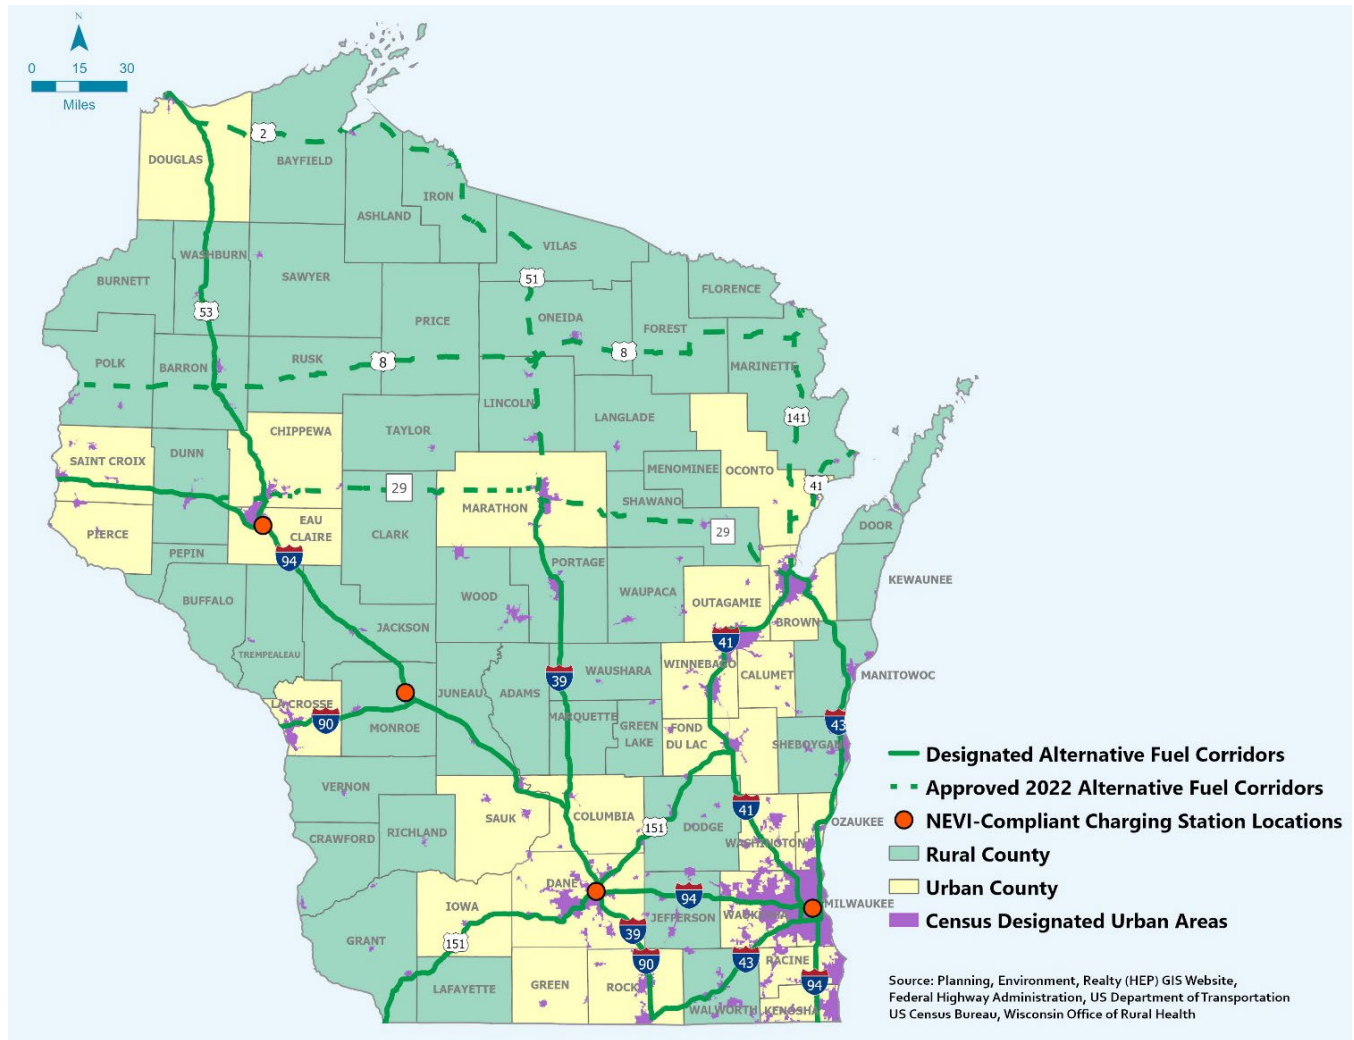 N
0 15 30
Miles
2
DOUGLAS
BAYFIELD
IRON
ASHLAND
VILAS
WASHBURN
BURNETT
SAWYER
51
FLORENCE
53
PRICE
ONEIDA
FOREST
8
POLK
BARRON
RUSK
8
MARINETTE
LINCOLN
LANGLADE
141
CHIPPEWA
TAYLOR
SAINT CROIX
DUNN
MENOMINEE
OCONTO
29
41
MARATHON
SHAWANO
PIERCE
EAU
CLAIRE
CLARK
29
DOOR
PEPIN
94
PORTAGE
KEWAUNEE
BUFFALO
WOOD
WAUPACA
OUTAGAMIE
BROWN
JACKSON
41
TREMPEALEAU
WINNEBAGO
CALUMET
MANITOWOC
39
WAUSHARA
JUNEAU
ADAMS
LA CROSSE
90
MONROE
MARQUETTE
GREEN
LAKE
FOND
DU LAC
43
SHEBOYGAN
VERNON
SAUK
COLUMBIA
41
DODGE
151
OZAUKEE
CRAWFORD
RICHLAND
WASHINGTON
DANE
94
MILWAUKEE
IOWA
JEFFERSON
WAUKESHA
39
151
GRANT
90
43
RACINE
LAFAYETTE
GREEN
ROCK
94
WALWORTH
KENOSHA
Designated Alternative Fuel Corridors
Approved 2022 Alternative Fuel Corridors
NEVI-Compliant Charging Station Locations
Rural County
Urban County
Census Designated Urban Areas
Source: Planning, Environment, Realty (HEP) GIS Website,
Federal Highway Administration, US Department of Transportation
US Census Bureau, Wisconsin Office of Rural Health